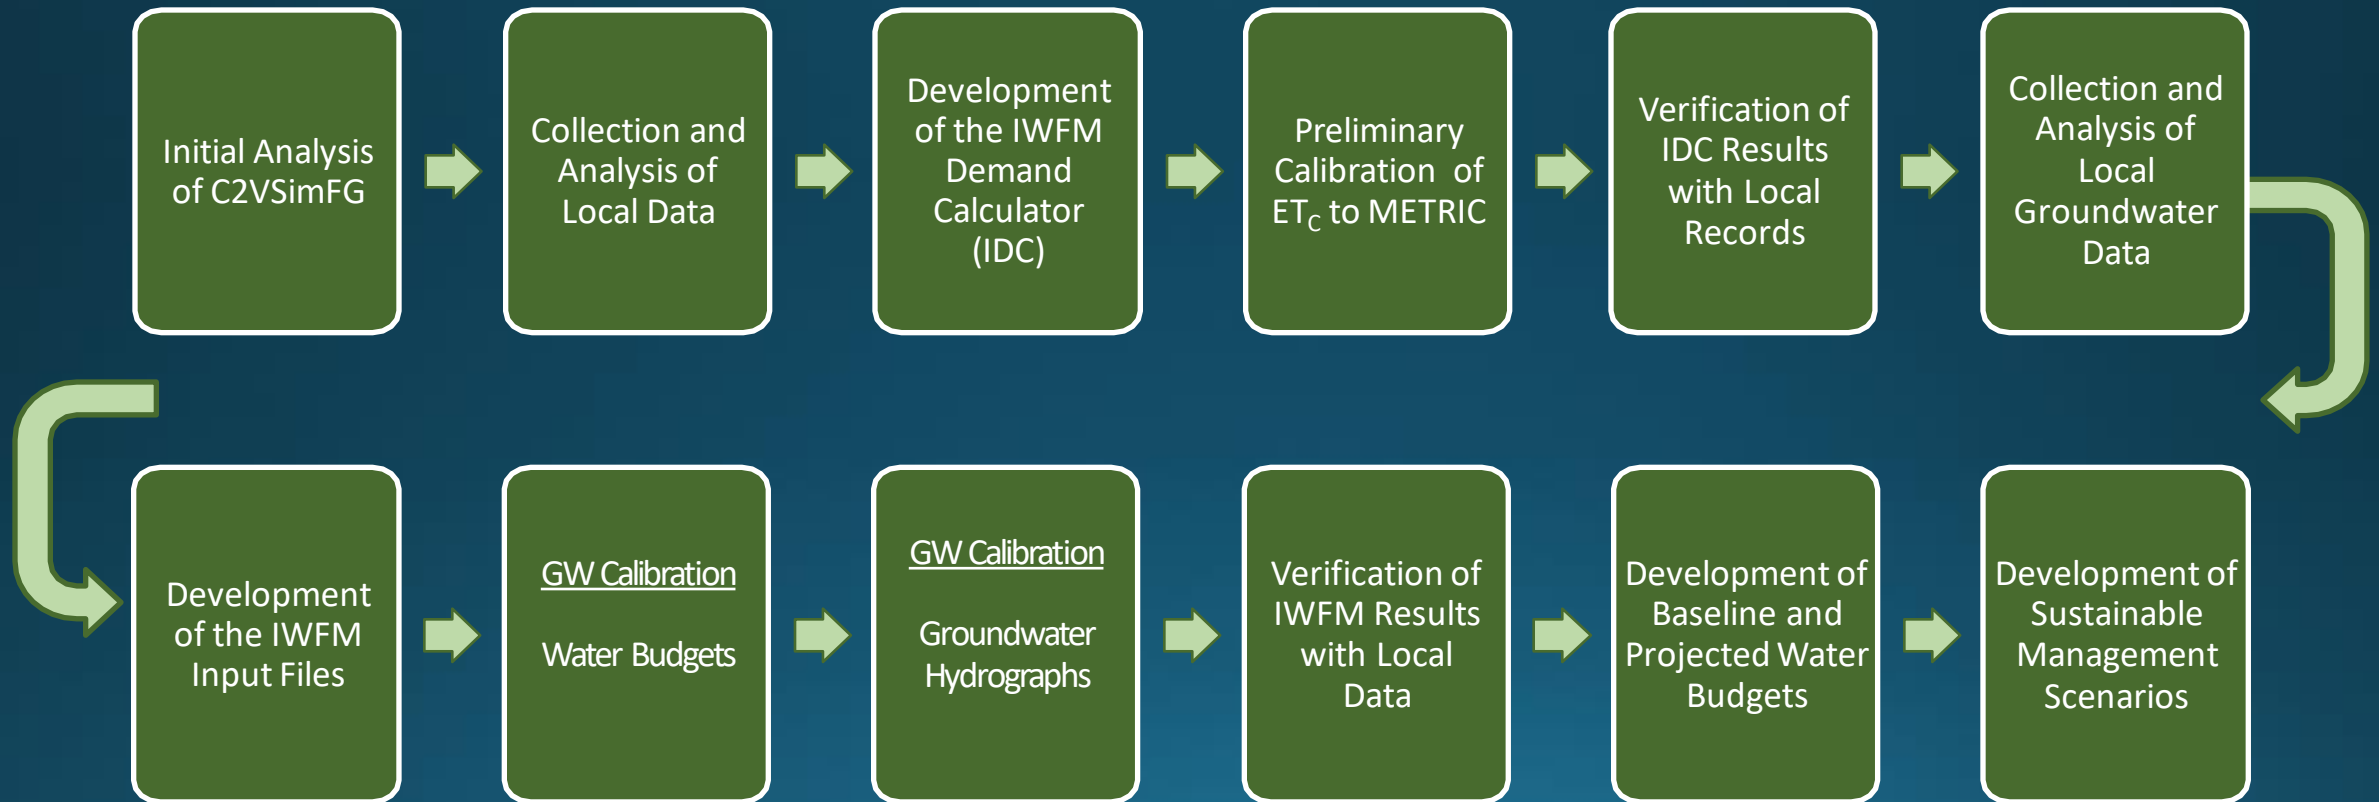 Initial Analysis
of C2VSimFG
Collection and
Analysis of
Local Data
Development
of the IWFM
Demand
Calculator
(IDC)
Preliminary
Calibration of
ETC to METRIC
Verification of
IDC Results
with Local
Records
Collection and
Analysis of
Local
Groundwater
Data
Development
of the IWFM
Input Files
GW Calibration
Water Budgets
GW Calibration
Groundwater
Hydrographs
Verification of
IWFM Results
with Local
Data
Development of
Baseline and
Projected Water
Budgets
Development of
Sustainable
Management
Scenarios